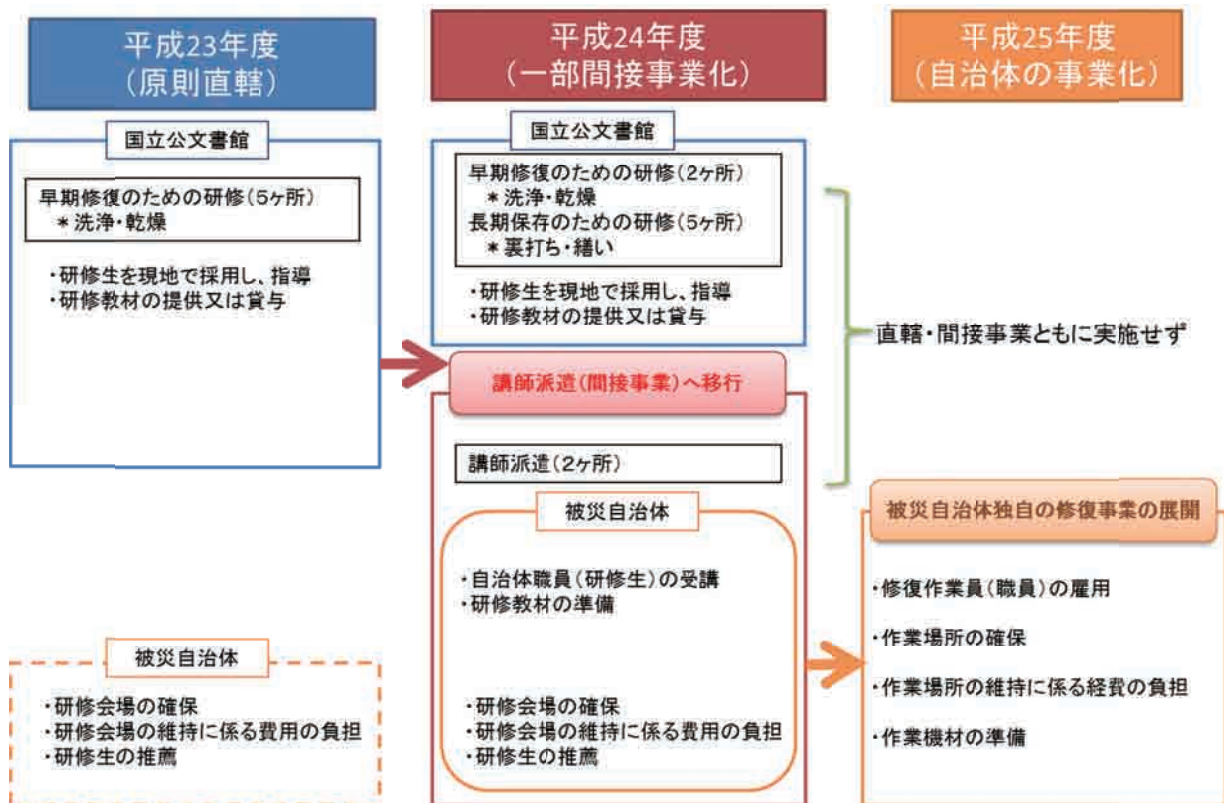 平成23年度
（原則直轄）
国立公文書館
早期修復のための研修（5ヶ所）
＊洗浄・乾燥
・研修生を現地で採用し、指導
・研修教材の提供又は貸与
被災自治体
・研修会場の確保
・研修会場の維持に係る費用の負担
・研修生の推薦
平成24年度
（一部間接事業化）
国立公文書館
早期修復のための研修（2ヶ所）
＊洗浄・乾燥
長期保存のための研修（5ヶ所）
＊裏打ち・繕い
・研修生を現地で採用し、指導
・研修教材の提供又は貸与
講師派遣（間接事業）へ移行
講師派遣（2ヶ所）
被災自治体
・自治体職員（研修生）の受講
・研修教材の準備
・研修会場の確保
・研修会場の維持に係る費用の負担
・研修生の推薦
平成25年度
（自治体の事業化）
直轄・間接事業ともに実施せず
被災自治体独自の修復事業の展開
・修復作業員（職員）の雇用
・作業場所の確保
・作業場所の維持に係る経費の負担
・作業機材の準備